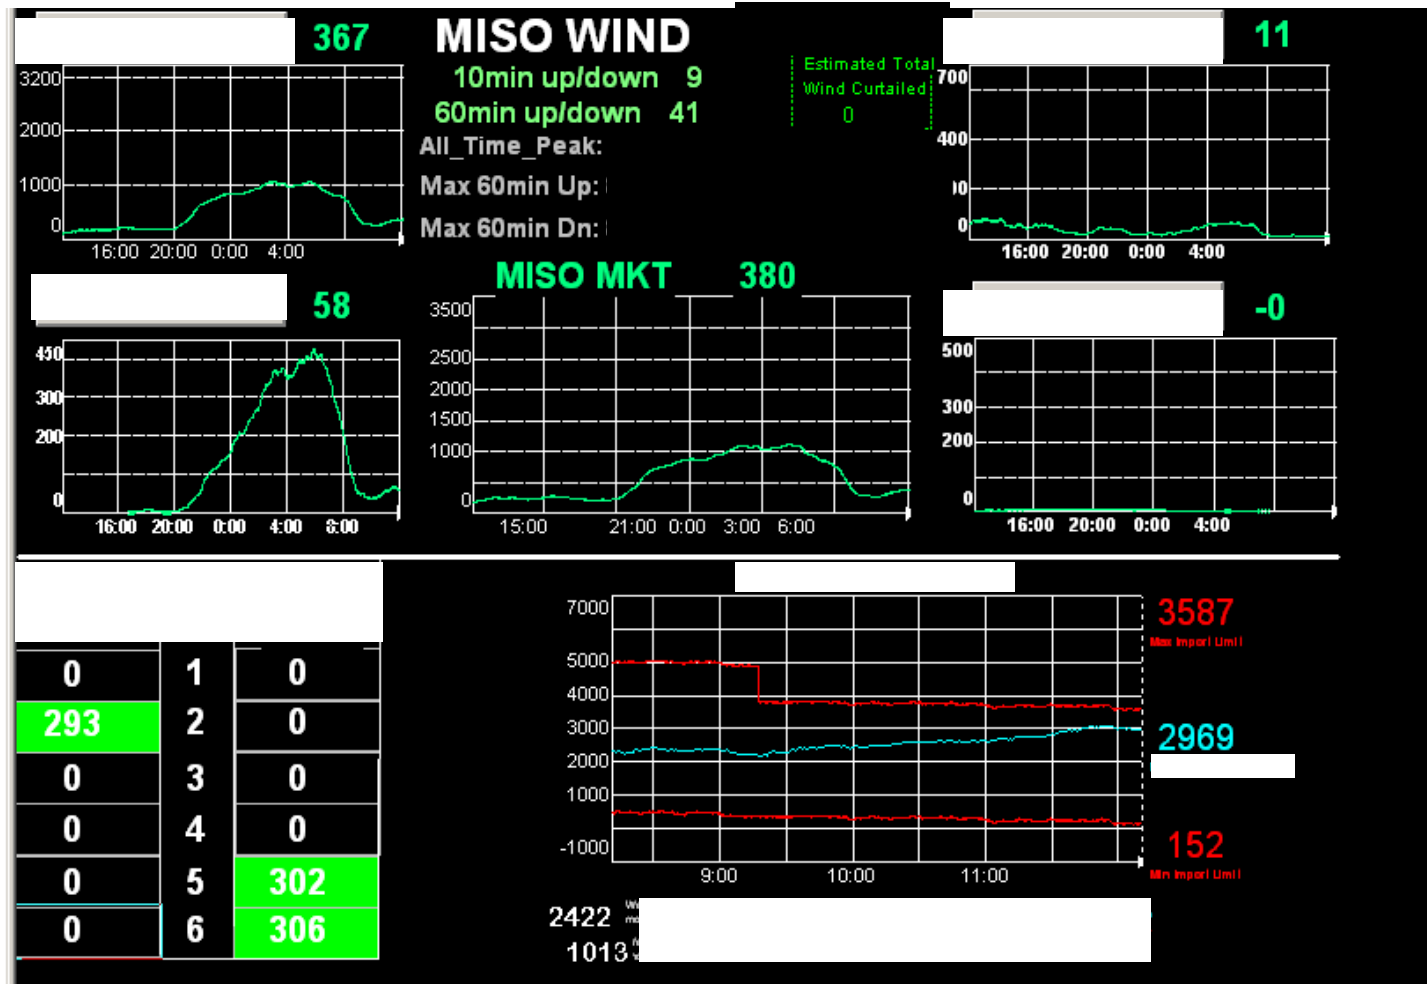 367
3200
2000
1000
0
16:00 20:00 0:00 4:00
MISO WIND
10min up/down 9
60min up/down 41
All_Time_Peak:
Max 60min Up:
Max 60min Dn:
Estimated Total
Wind Curtailed
0
11
700
400
0
16:00 20:00 0:00 4:00
58
450
300
200
0
16:00 20:00 0:00 4:00 8:00
MISO MKT 380
3500
2500
2000
1500
1000
0
15:00 21:00 0:00 3:00 6:00
-0
500
300
200
0
16:00 20:00 0:00 4:00
0 1 0
293 2 0
0 3 0
0 4 0
0 5 302
0 6 306
7000
5000
4000
3000
2000
1000
-1000
9:00 10:00 11:00
3587
Max Import Limit
2969
152
Min Import Limit
2422
1013